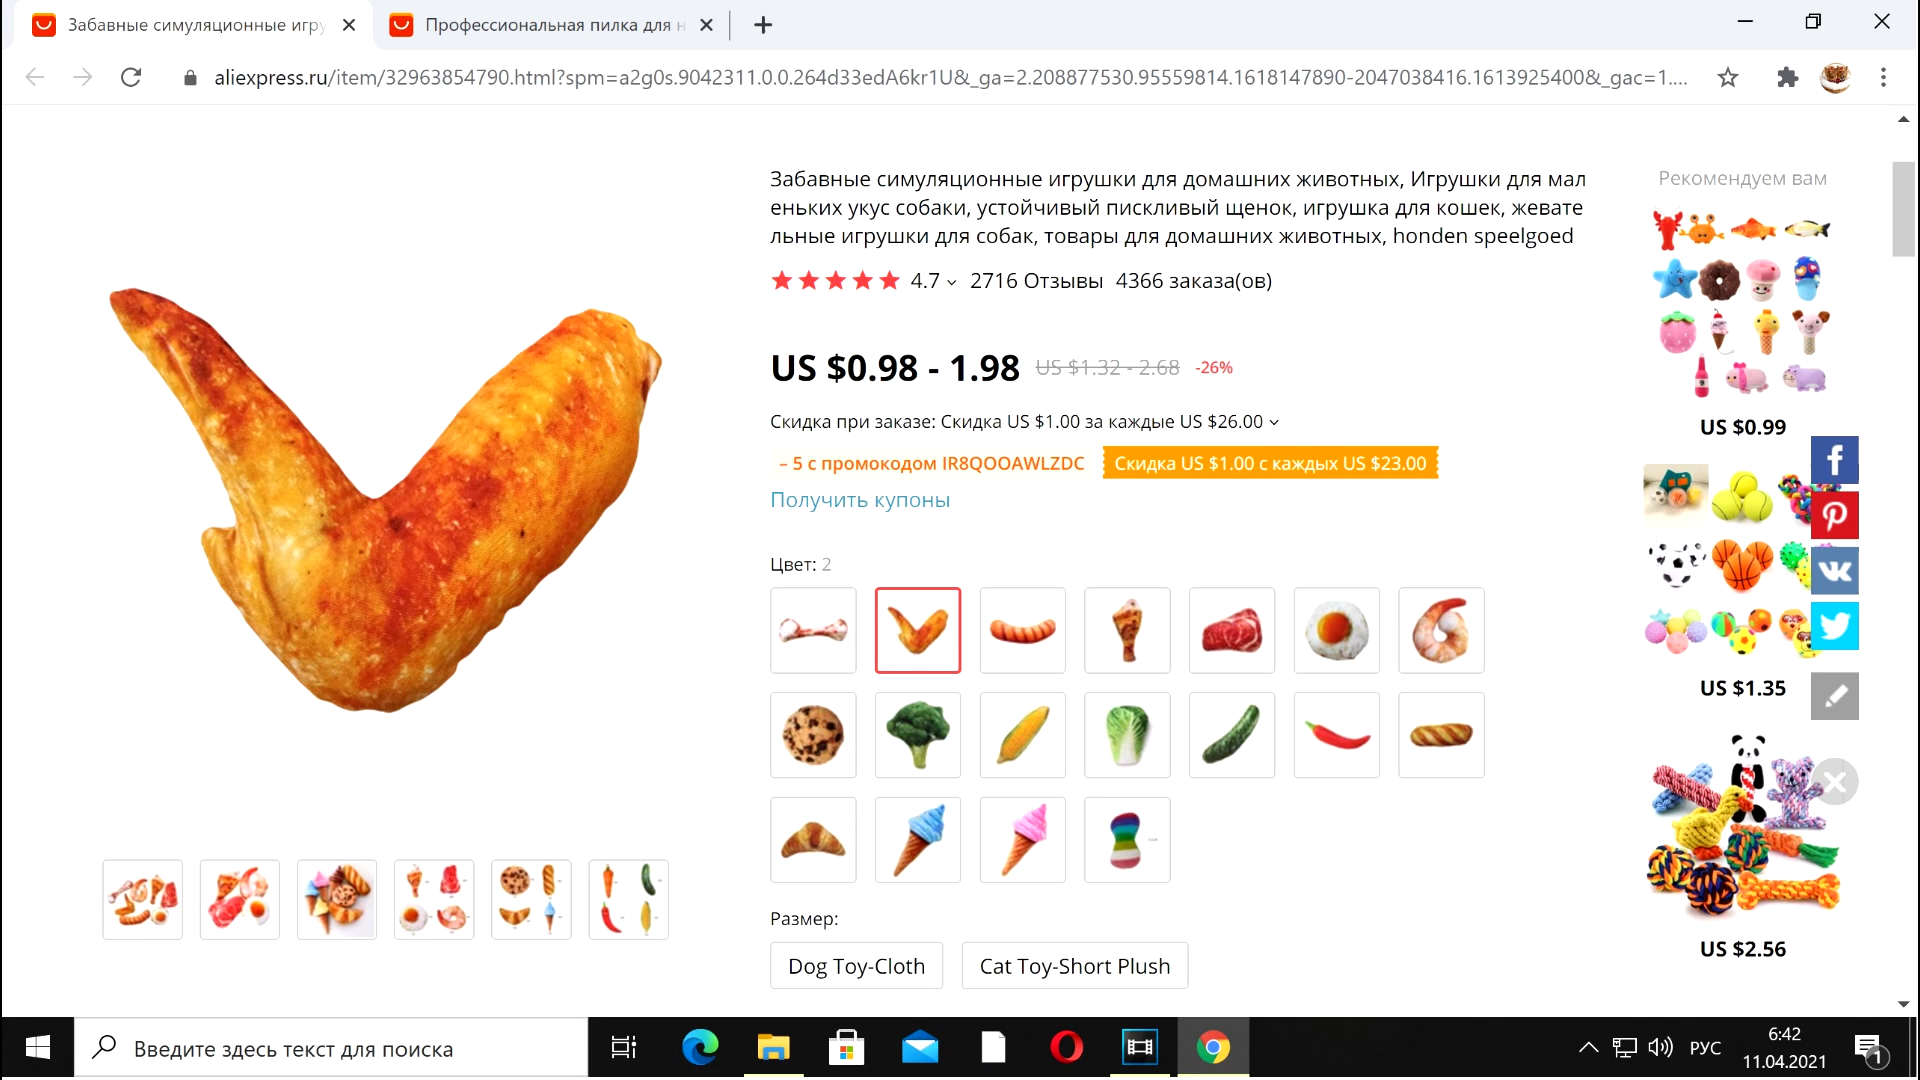 Забавные симуляционные игру
Профессиональная пилка для н
aliexpress.ru/item/32963854790.html?spm=a2g0s.9042311.0.0.264d33edA6kr1U&_ga=2.208877530.95559814.1618147890-2047038416.1613925400&_gac=1....
Забавные симуляционные игрушки для домашних животных, Игрушки для мал
еньких укус собаки, устойчивый пискливый щенок, игрушка для кошек, жевате
льные игрушки для собак, товары для домашних животных, honden speelgoed
4.7 2716 Отзывы 4366 заказа(ов)
US $0.98 - 1.98 US $1.32 - 2.68 -26%
Скидка при заказе: Скидка US $1.00 за каждые US $26.00
– 5 с промокодом IR8QOOAWLZDC Скидка US $1.00 с каждых US $23.00
Получить купоны
Цвет: 2
Размер:
Dog Toy-Cloth Cat Toy-Short Plush
Рекомендуем вам
US $0.99
US $1.35
US $2.56
Введите здесь текст для поиска
РУС
6:42
11.04.2021
1